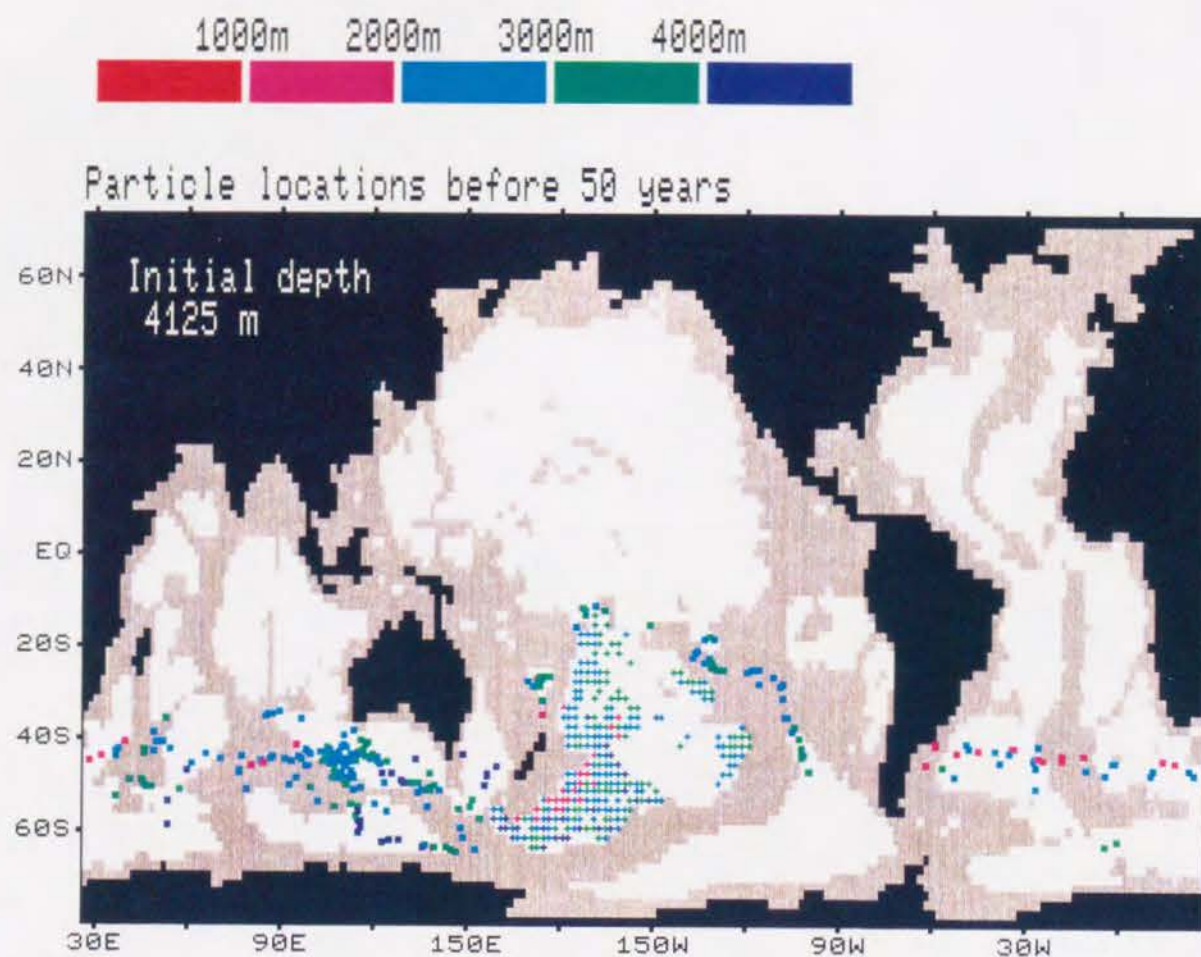 1000m 2000m 3000m 4000m
Particle locations before 50 years
Initial depth
4125 m
60N
40N
20N
EQ
20S
40S
60S
30E 90E 150E 150W 90W 30W